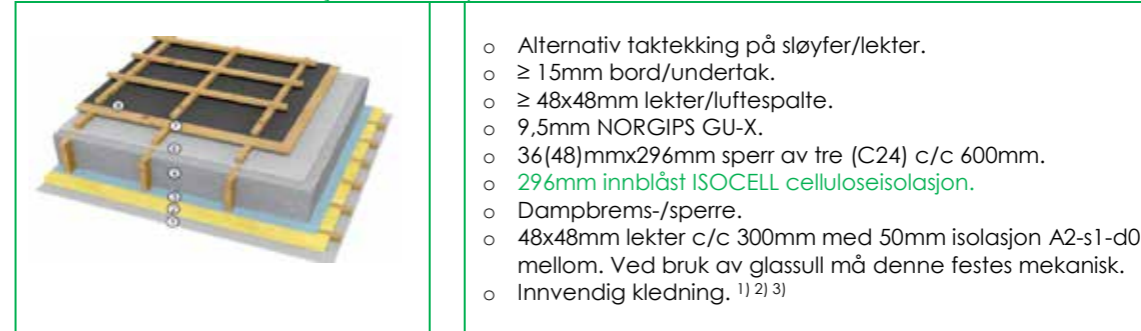 o Alternativ taktekking på sløyfer/lekter.
o ≥ 15mm bord/undertak.
o ≥ 48x48mm lekter/luftespalte.
o 9,5mm NORGIPS GU-X.
o 36(48)mmx296mm sperr av tre (C24) c/c 600mm.
o 296mm innblåst ISOCELL celluloseisolasjon.
o Dampbrems-/sperre.
o 48x48mm lekter c/c 300mm med 50mm isolasjon A2-s1-d0
mellom. Ved bruk av glassull må denne festes mekanisk.
o Innvendig kledning. 1) 2) 3)